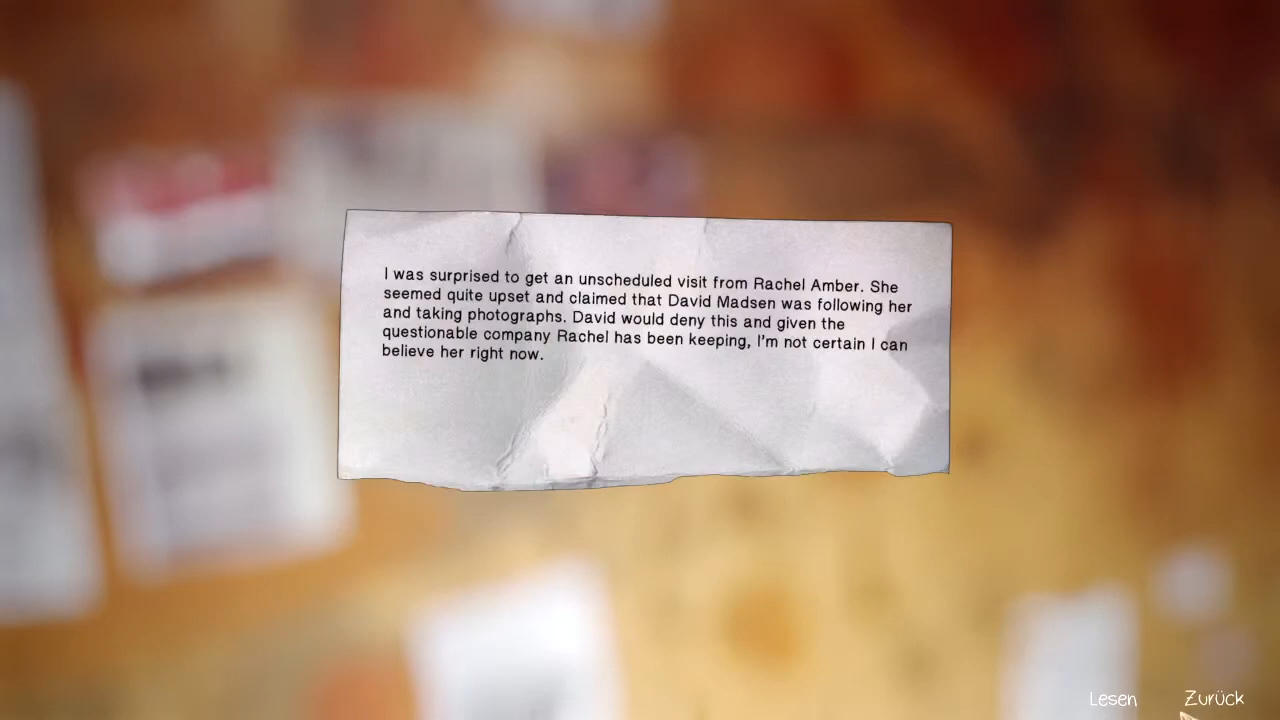 I was surprised to get an unscheduled visit from Rachel Amber. She
seemed quite upset and claimed that David Madsen was following her
and taking photographs. David would deny this and given the
questionable company Rachel has been keeping, I'm not certain I can
believe her right now.
Lesen Zurück